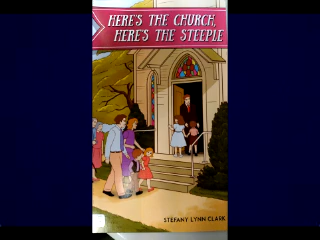 HERE'S THE CHURCH,
HERE'S THE STEEPLE
STEFANY LYNN CLARK